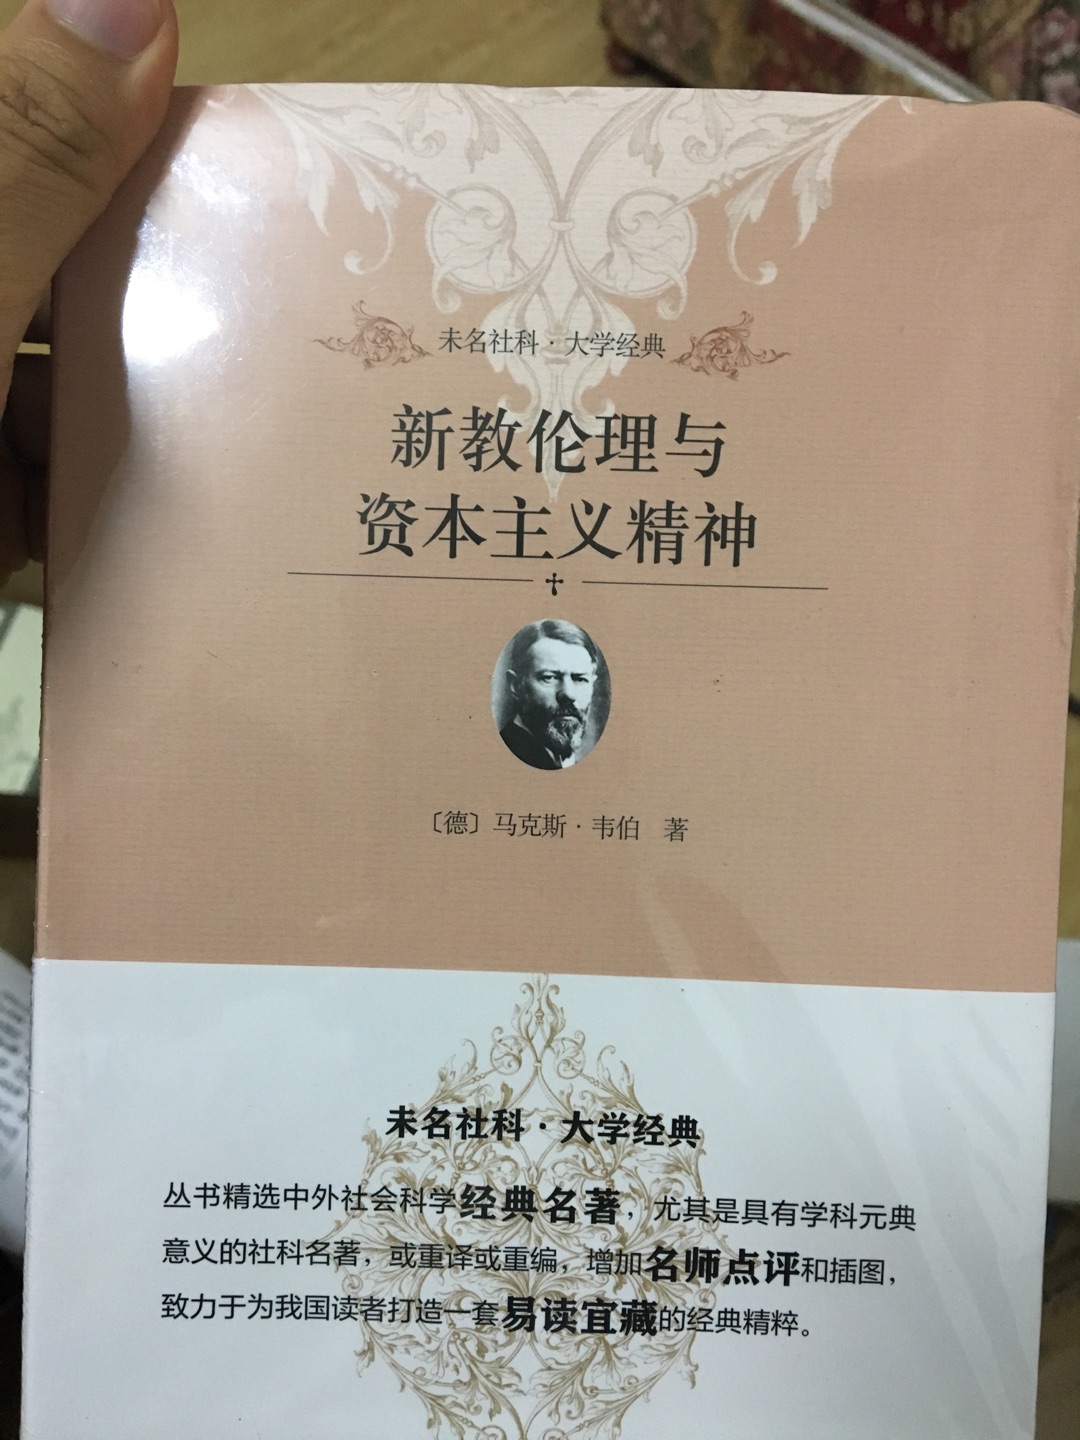 未名社科·大学经典
新教伦理与
资本主义精神
〔德〕马克斯·韦伯 著
未名社科·大学经典
丛书精选中外社会科学经典名著，尤其是具有学科元典
意义的社科名著，或重译或重编，增加名师点评和插图，
致力于为我国读者打造一套易读宜藏的经典精粹。